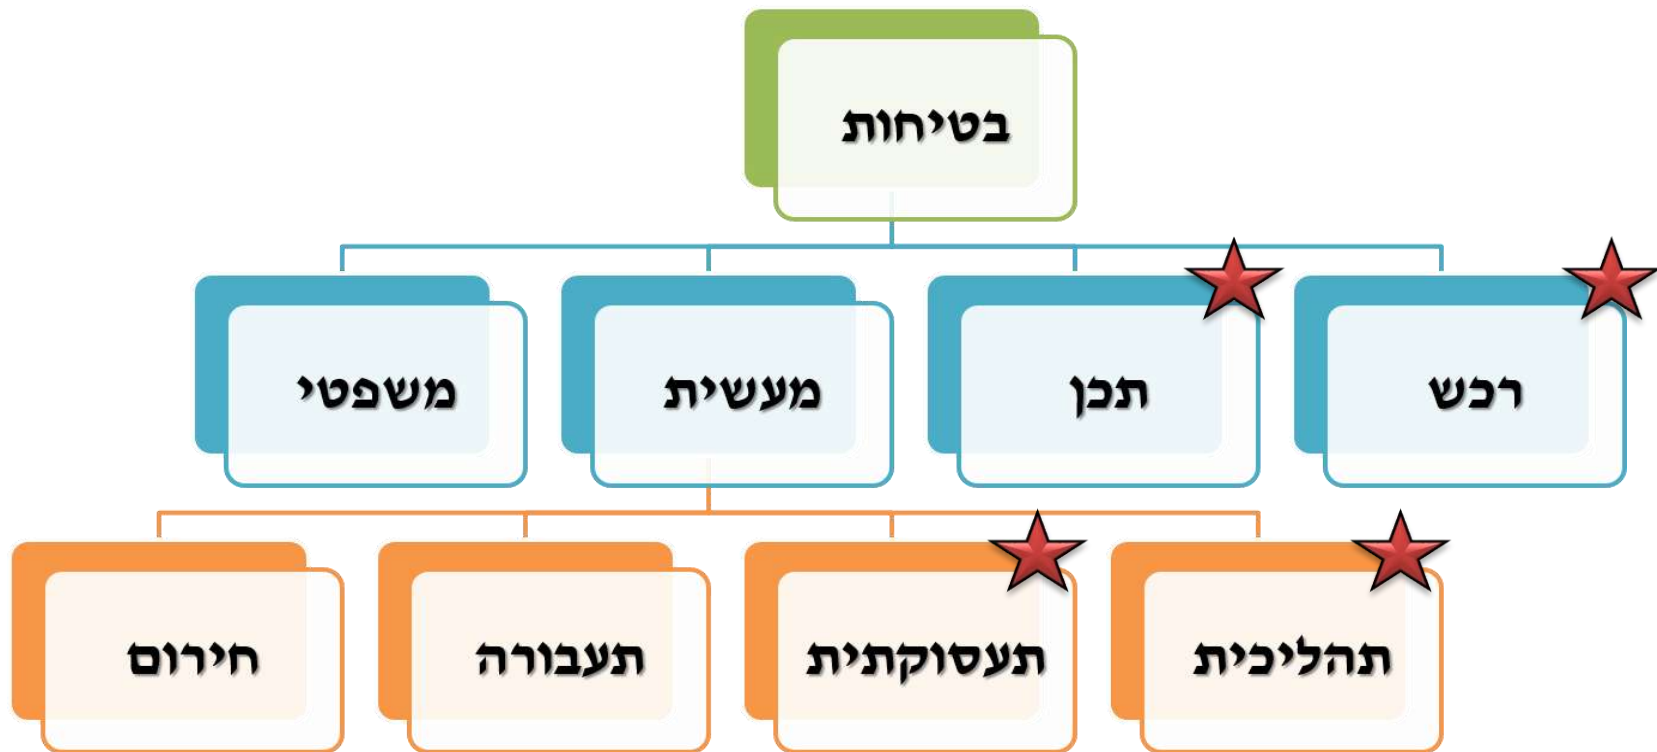 בטיחות
רכש
תכן
מעשית
משפטי
תהליכית
תעסוקתית
תעבורה
חירום